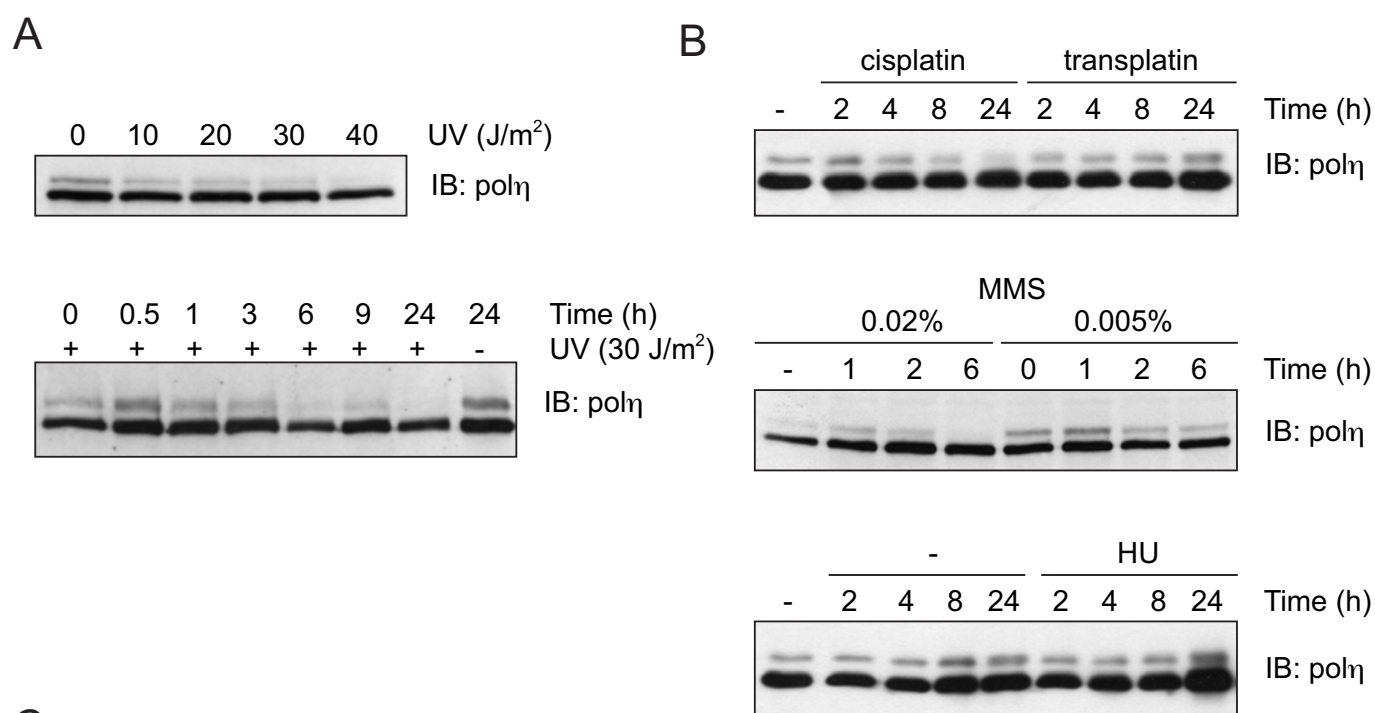 A
0 10 20 30 40 UV (J/m²)
IB: polη
0 0.5 1 3 6 9 24 24 Time (h)
+ + + + + + + - UV (30 J/m²)
IB: polη
B
cisplatin transplatin
- 2 4 8 24 2 4 8 24 Time (h)
IB: polη
MMS
0.02% 0.005%
- 1 2 6 0 1 2 6 Time (h)
IB: polη
- HU
- 2 4 8 24 2 4 8 24 Time (h)
IB: polη